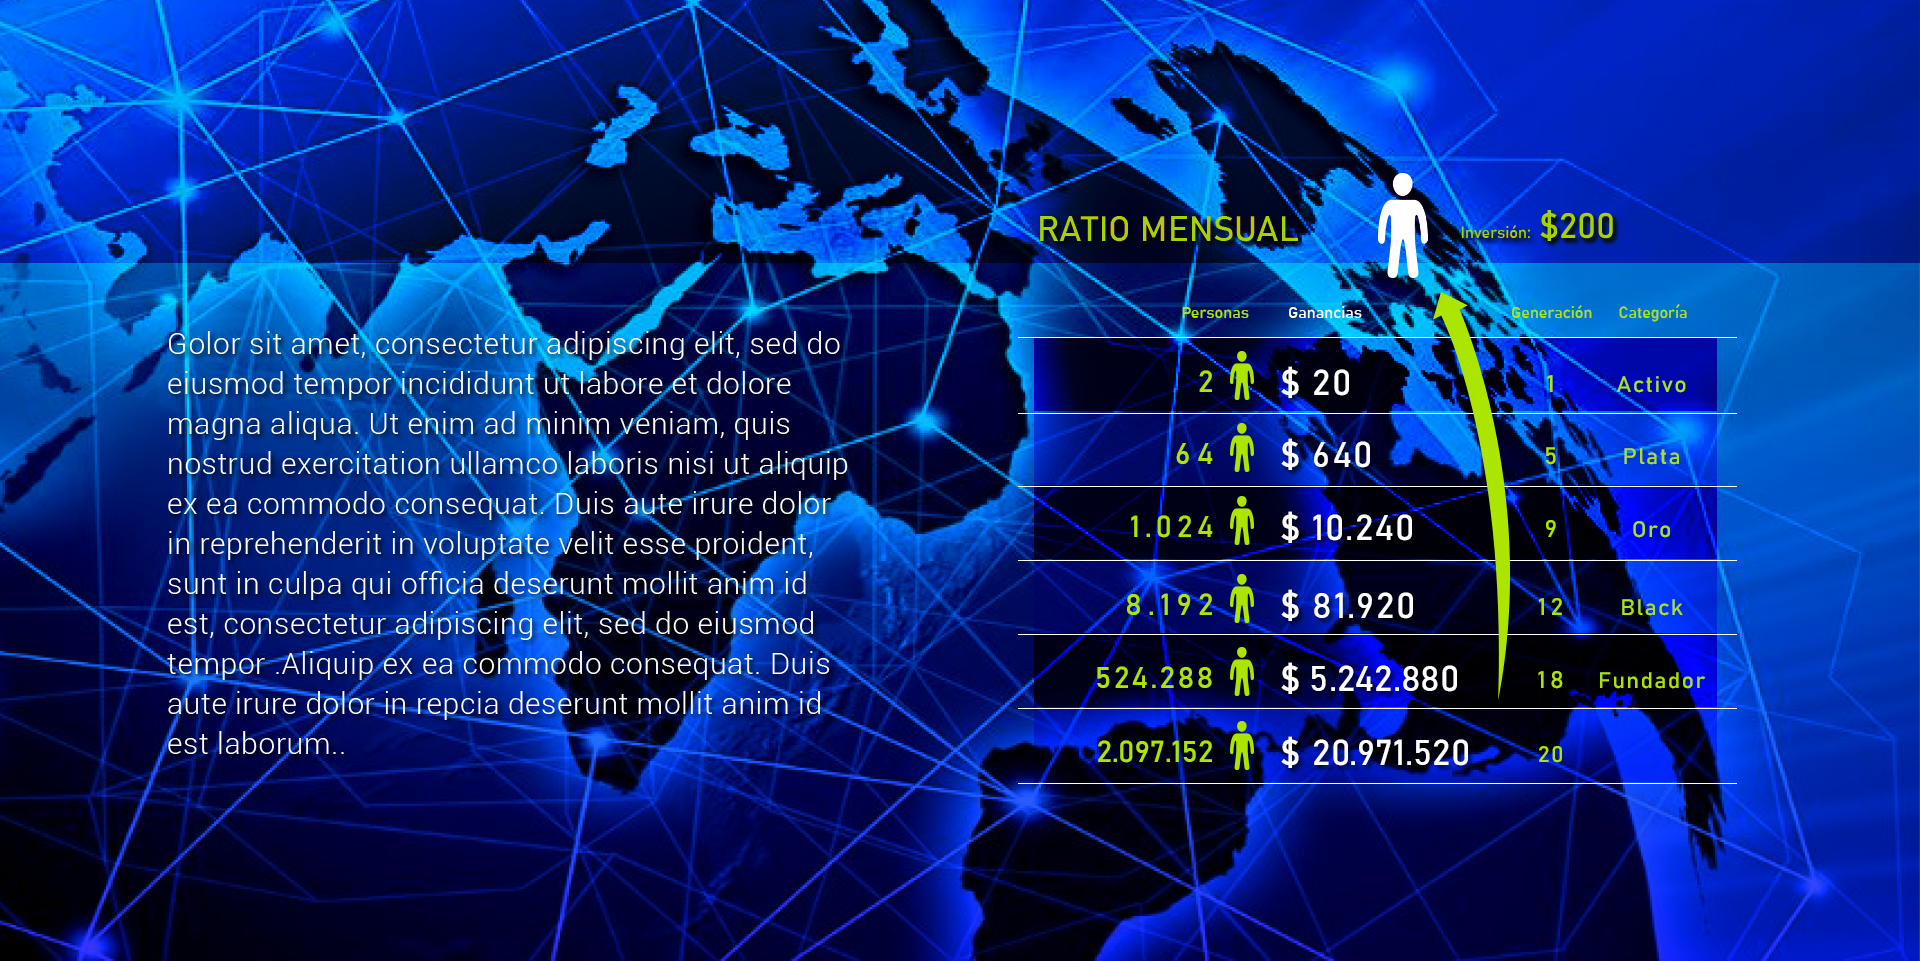 RATIO MENSUAL
Inversión: $200
Golor sit amet, consectetur adipiscing elit, sed do
eiusmod tempor incididunt ut labore et dolore
magna aliqua. Ut enim ad minim veniam, quis
nostrud exercitation ullamco laboris nisi ut aliquip
ex ea commodo consequat. Duis aute irure dolor
in reprehenderit in voluptate velit esse proident,
sunt in culpa qui officia deserunt mollit anim id
est, consectetur adipiscing elit, sed do eiusmod
tempor .Aliquip ex ea commodo consequat. Duis
aute irure dolor in repcia deserunt mollit anim id
est laborum..
Personas Ganancias Generación Categoría
2 $ 20 1 Activo
64 $ 640 5 Plata
1.024 $ 10.240 9 Oro
8.192 $ 81.920 12 Black
524.288 $ 5.242.880 18 Fundador
2.097.152 $ 20.971.520 20